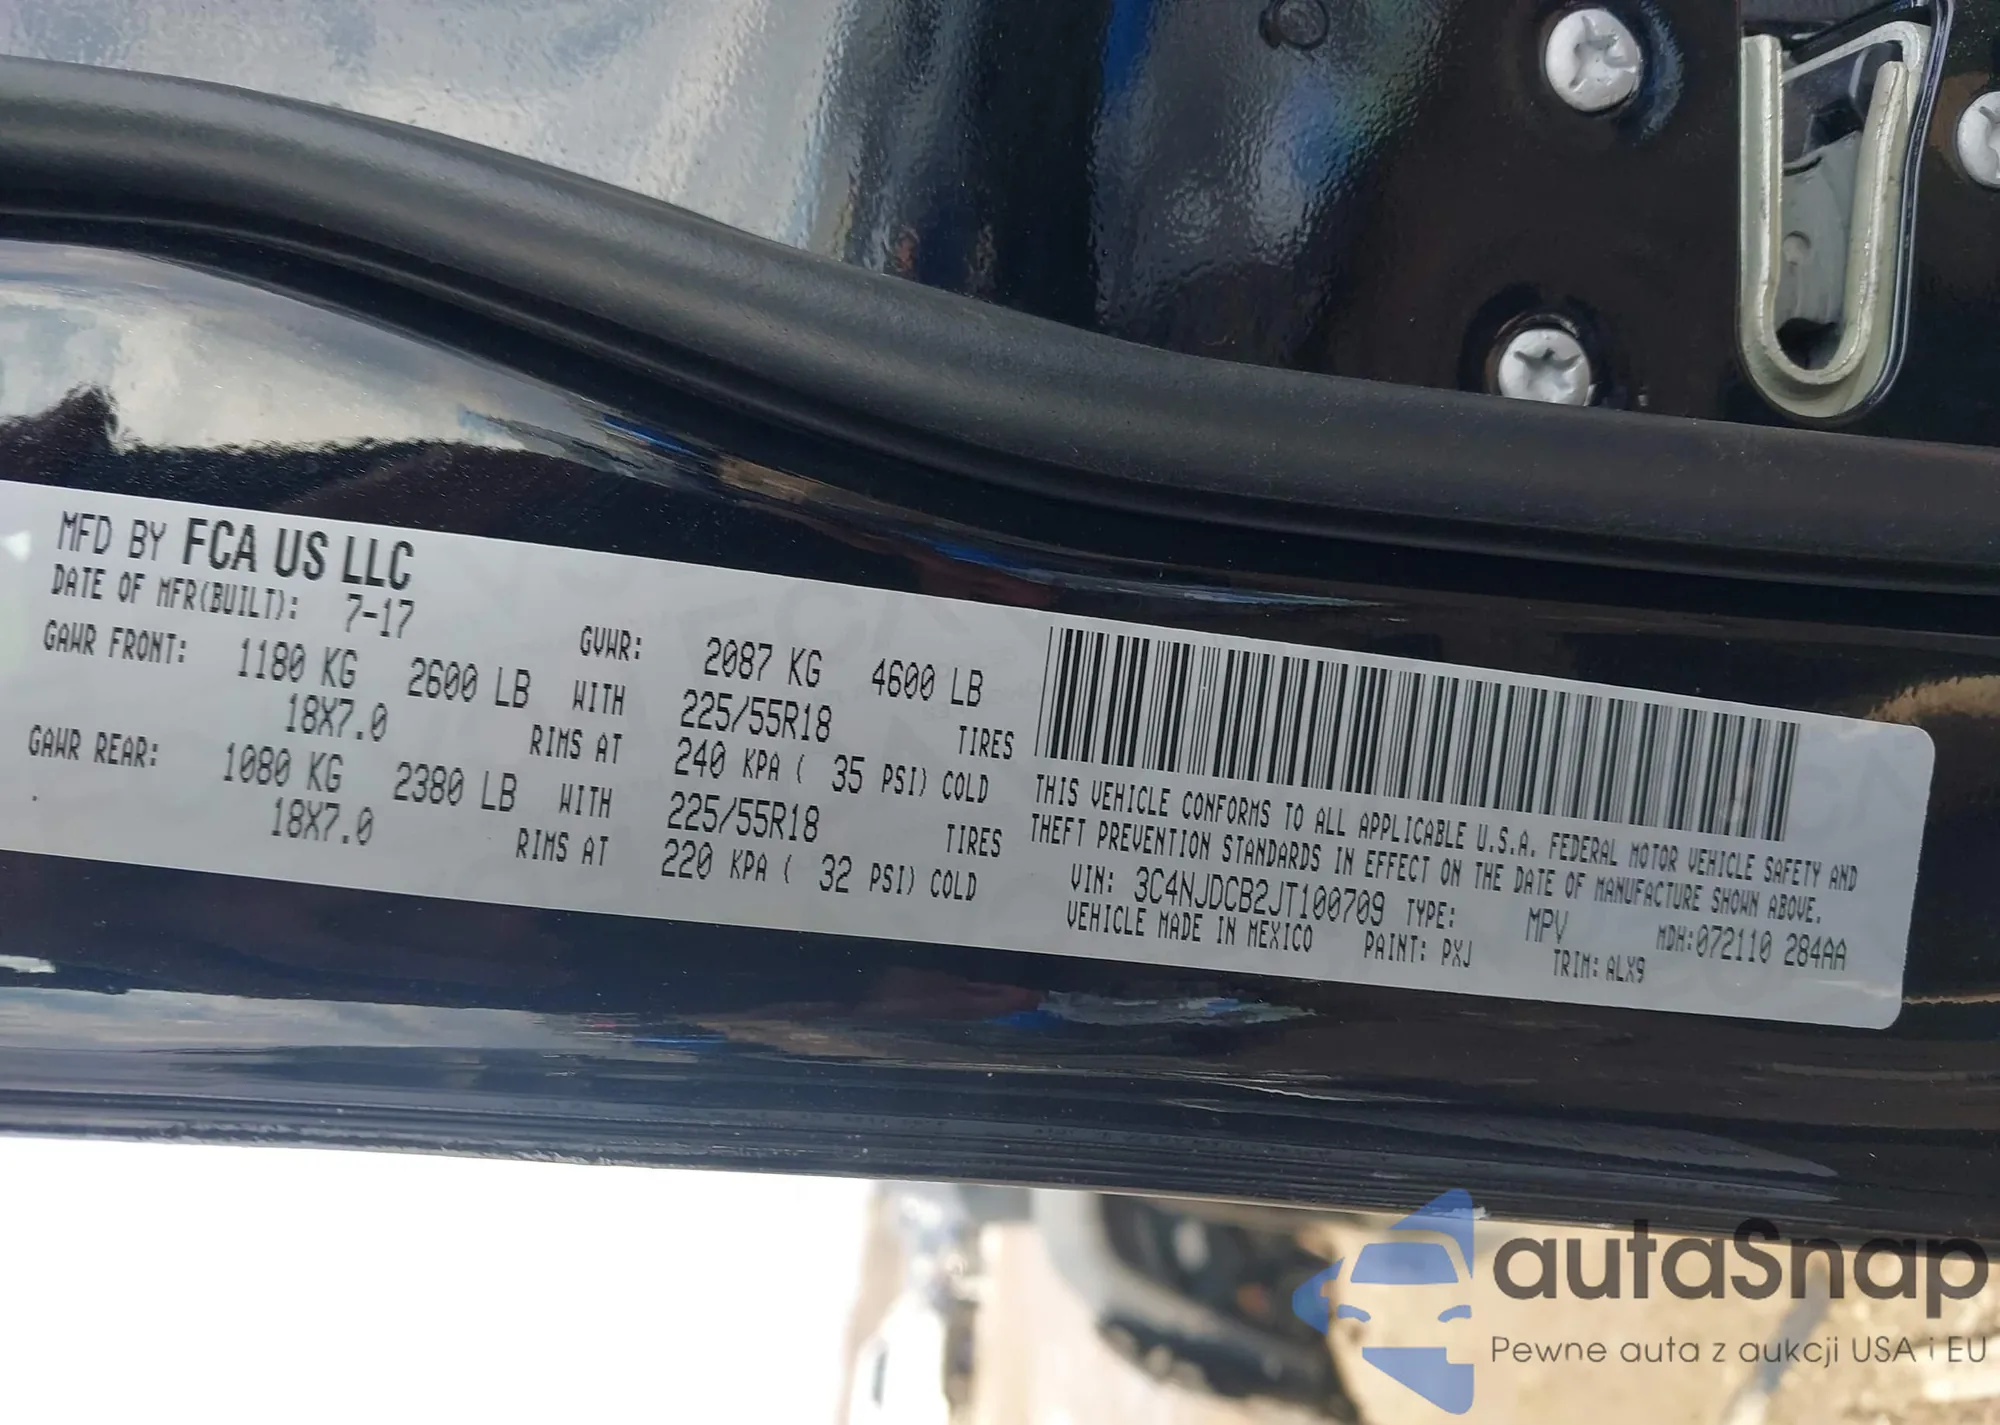 MFD BY FCA US LLC
DATE OF MFR(BUILT): 7-17
GVWR: 2087 KG 4600 LB
GAWR FRONT: 1180 KG 2600 LB WITH 225/55R18 TIRES
18X7.0 RIMS AT 240 KPA ( 35 PSI) COLD
GAWR REAR: 1080 KG 2380 LB WITH 225/55R18 TIRES
18X7.0 RIMS AT 220 KPA ( 32 PSI) COLD
THIS VEHICLE CONFORMS TO ALL APPLICABLE U.S.A. FEDERAL MOTOR VEHICLE SAFETY AND
THEFT PREVENTION STANDARDS IN EFFECT ON THE DATE OF MANUFACTURE SHOWN ABOVE.
VIN: 3C4NJDCB2JT100709 TYPE: MPV MDH:072110 284AA
VEHICLE MADE IN MEXICO PAINT: PXJ TRIM: ALX9
autaSnap
Pewne auta z aukcji USA i EU